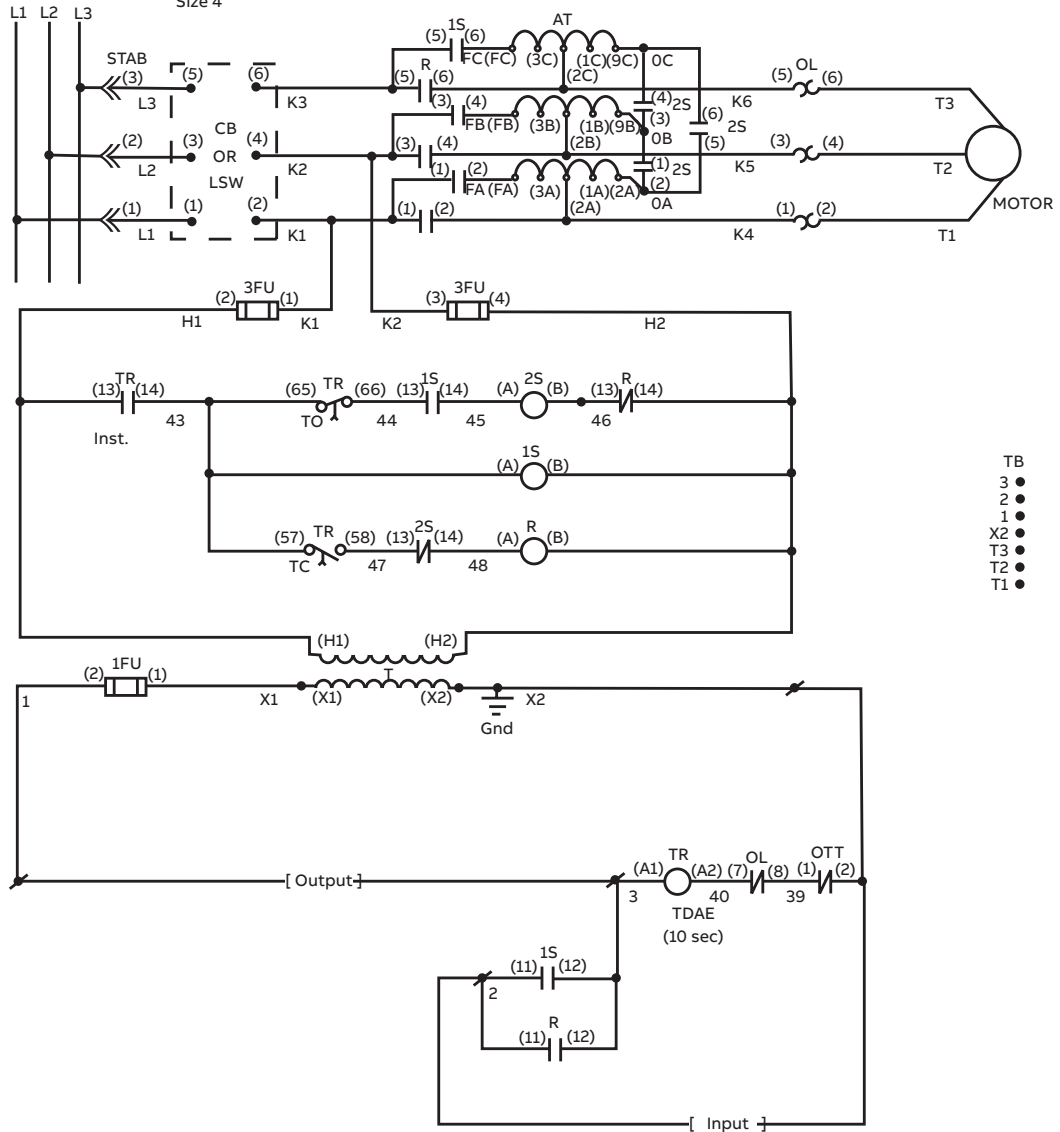 Size 4
L1 L2 L3
STAB
(3) (5) (6)
L3 K3
(2) (3) CB (4)
OR
L2 LSW K2
(1) (1) (2)
L1 K1
1S AT
(5) (6)
FC (FC) (3C) (1C) (9C) 0C
(2C)
R
(5) (6)
(3) (4)
FB (FB) (3B) (1B) (9B) 0B
(2B)
(3) (4)
(1) (2)
FA (FA) (3A) (1A) (2A) 0A
(2A)
(1) (2)
(4) 2S
(3)
(6)
2S
(5)
(1)
2S
(2)
K6 (5) OL (6) T3
K5 (3) (4) T2
K4 (1) (2) T1
MOTOR
(2) 3FU (1) (3) 3FU (4)
H1 K1 K2 H2
(13) TR (14) (65) TR (66) (13) 1S (14) (A) 2S (B) (13) R (14)
43 TO 44 45 46
Inst.
1S
(A) (B)
(57) TR (58) (13) 2S (14) (A) R (B)
TC 47 48
TB
3
2
1
X2
T3
T2
T1
(H1) (H2)
T
(2) 1FU (1)
1 X1 (X1) (X2) X2
Gnd
[ Output ]
(A1) TR (A2) (7) OL (8) (1) OTT (2)
3 40 39
TDAE
(10 sec)
1S
(11) (12)
2
R
(11) (12)
[ Input ]